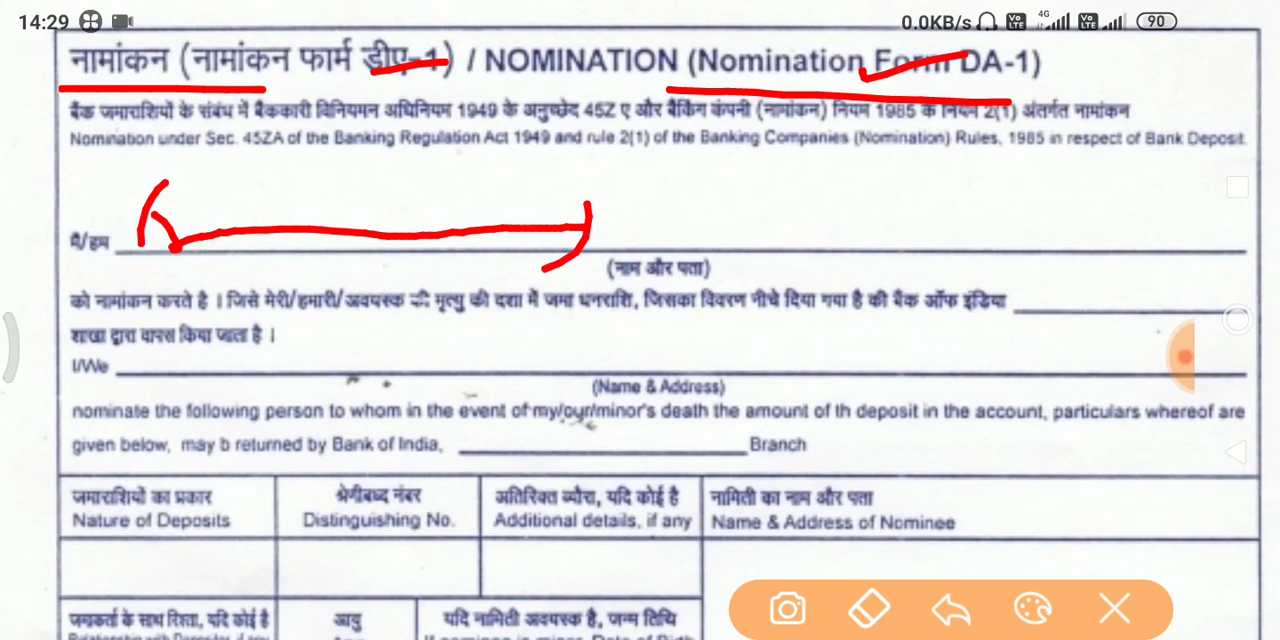 14:29 0.0KB/s Vo LTE 4G Vo LTE 90
नामांकन (नामांकन फार्म डीए-1) / NOMINATION (Nomination Form DA-1)
बैंक जमाराशियों के संबंध में बैंककारी विनियमन अधिनियम 1949 के अनुच्छेद 45Z ए और बैंकिंग कंपनी (नामांकन) नियम 1985 के नियम 2(1) अंतर्गत नामांकन
Nomination under Sec. 45ZA of the Banking Regulation Act 1949 and rule 2(1) of the Banking Companies (Nomination) Rules, 1985 in respect of Bank Deposit.
मैं/हम
(नाम और पता)
को नामांकन करते है । जिसे मेरी/हमारी/अवयस्क की मृत्यु की दशा में जमा धनराशि, जिसका विवरण नीचे दिया गया है की बैंक ऑफ इंडिया
शाखा द्वारा वापस किया जाता है ।
I/We
(Name & Address)
nominate the following person to whom in the event of my/our/minor's death the amount of th deposit in the account, particulars whereof are
given below, may b returned by Bank of India, Branch
जमाराशियों का प्रकार श्रेणीबध्द नंबर अतिरिक्त ब्यौरा, यदि कोई है नामिती का नाम और पता
Nature of Deposits Distinguishing No. Additional details, if any Name & Address of Nominee
जमाकर्ता के साथ रिश्ता, यदि कोई है आयु यदि नामिती अवयस्क है, जन्म तिथि